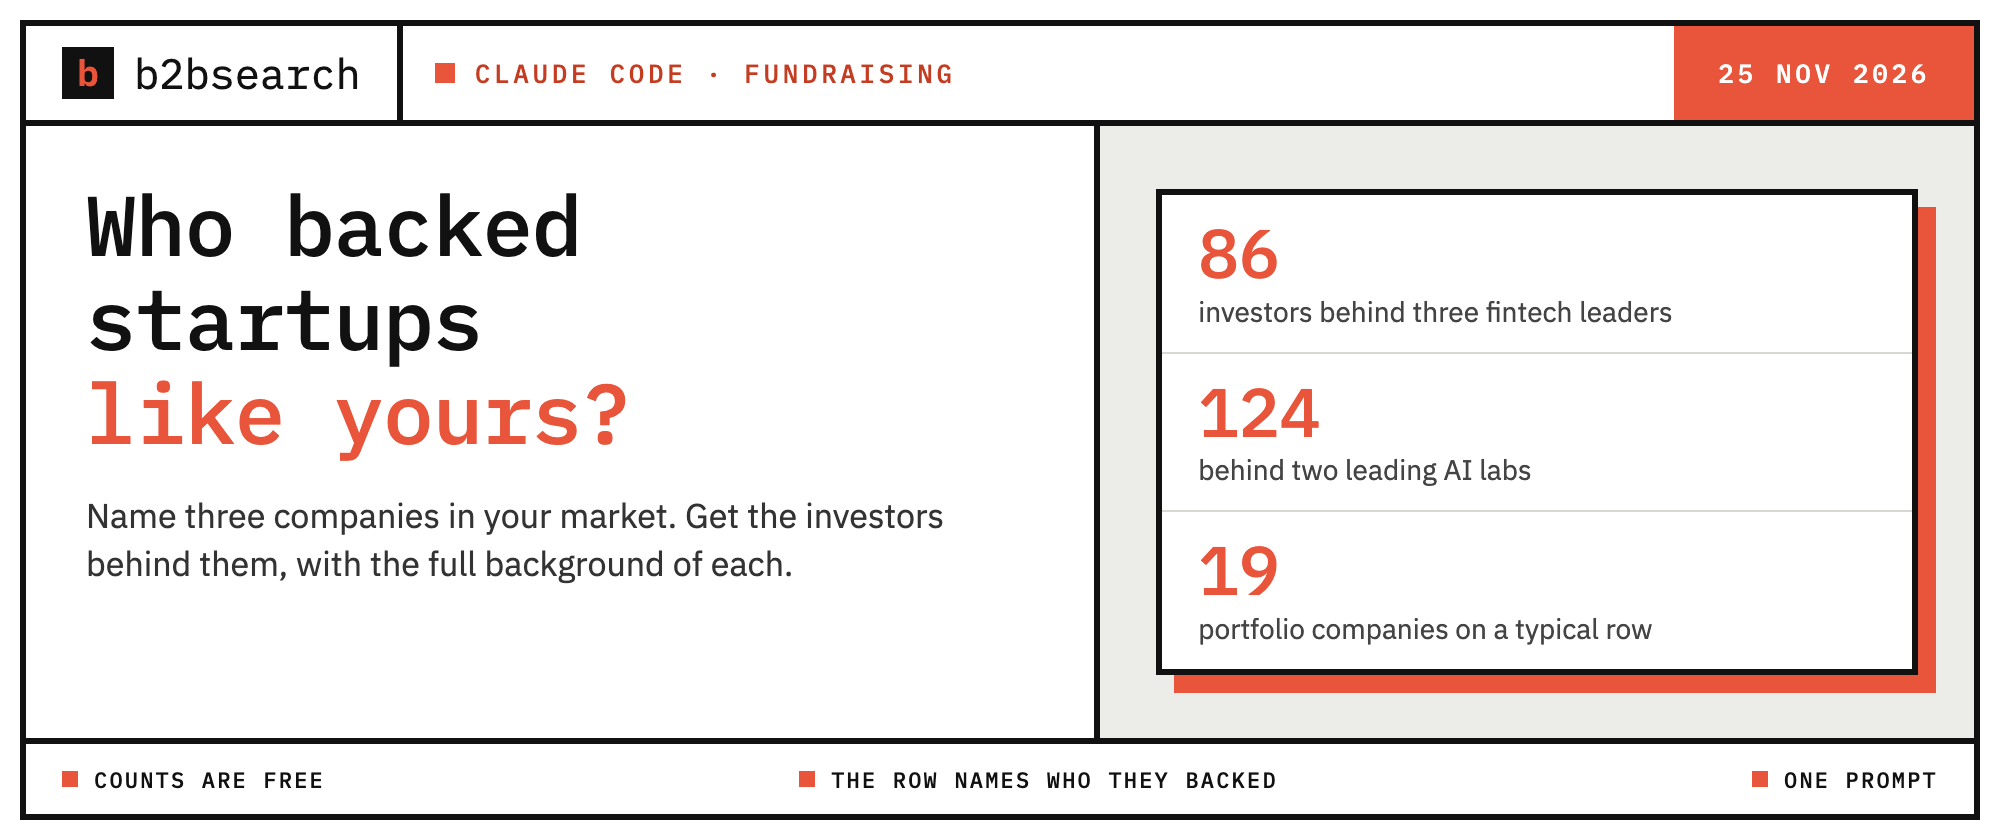 b b2bsearch
CLAUDE CODE · FUNDRAISING
25 NOV 2026
Who backed
startups
like yours?
Name three companies in your market. Get the investors
behind them, with the full background of each.
86
investors behind three fintech leaders
124
behind two leading AI labs
19
portfolio companies on a typical row
COUNTS ARE FREE
THE ROW NAMES WHO THEY BACKED
ONE PROMPT